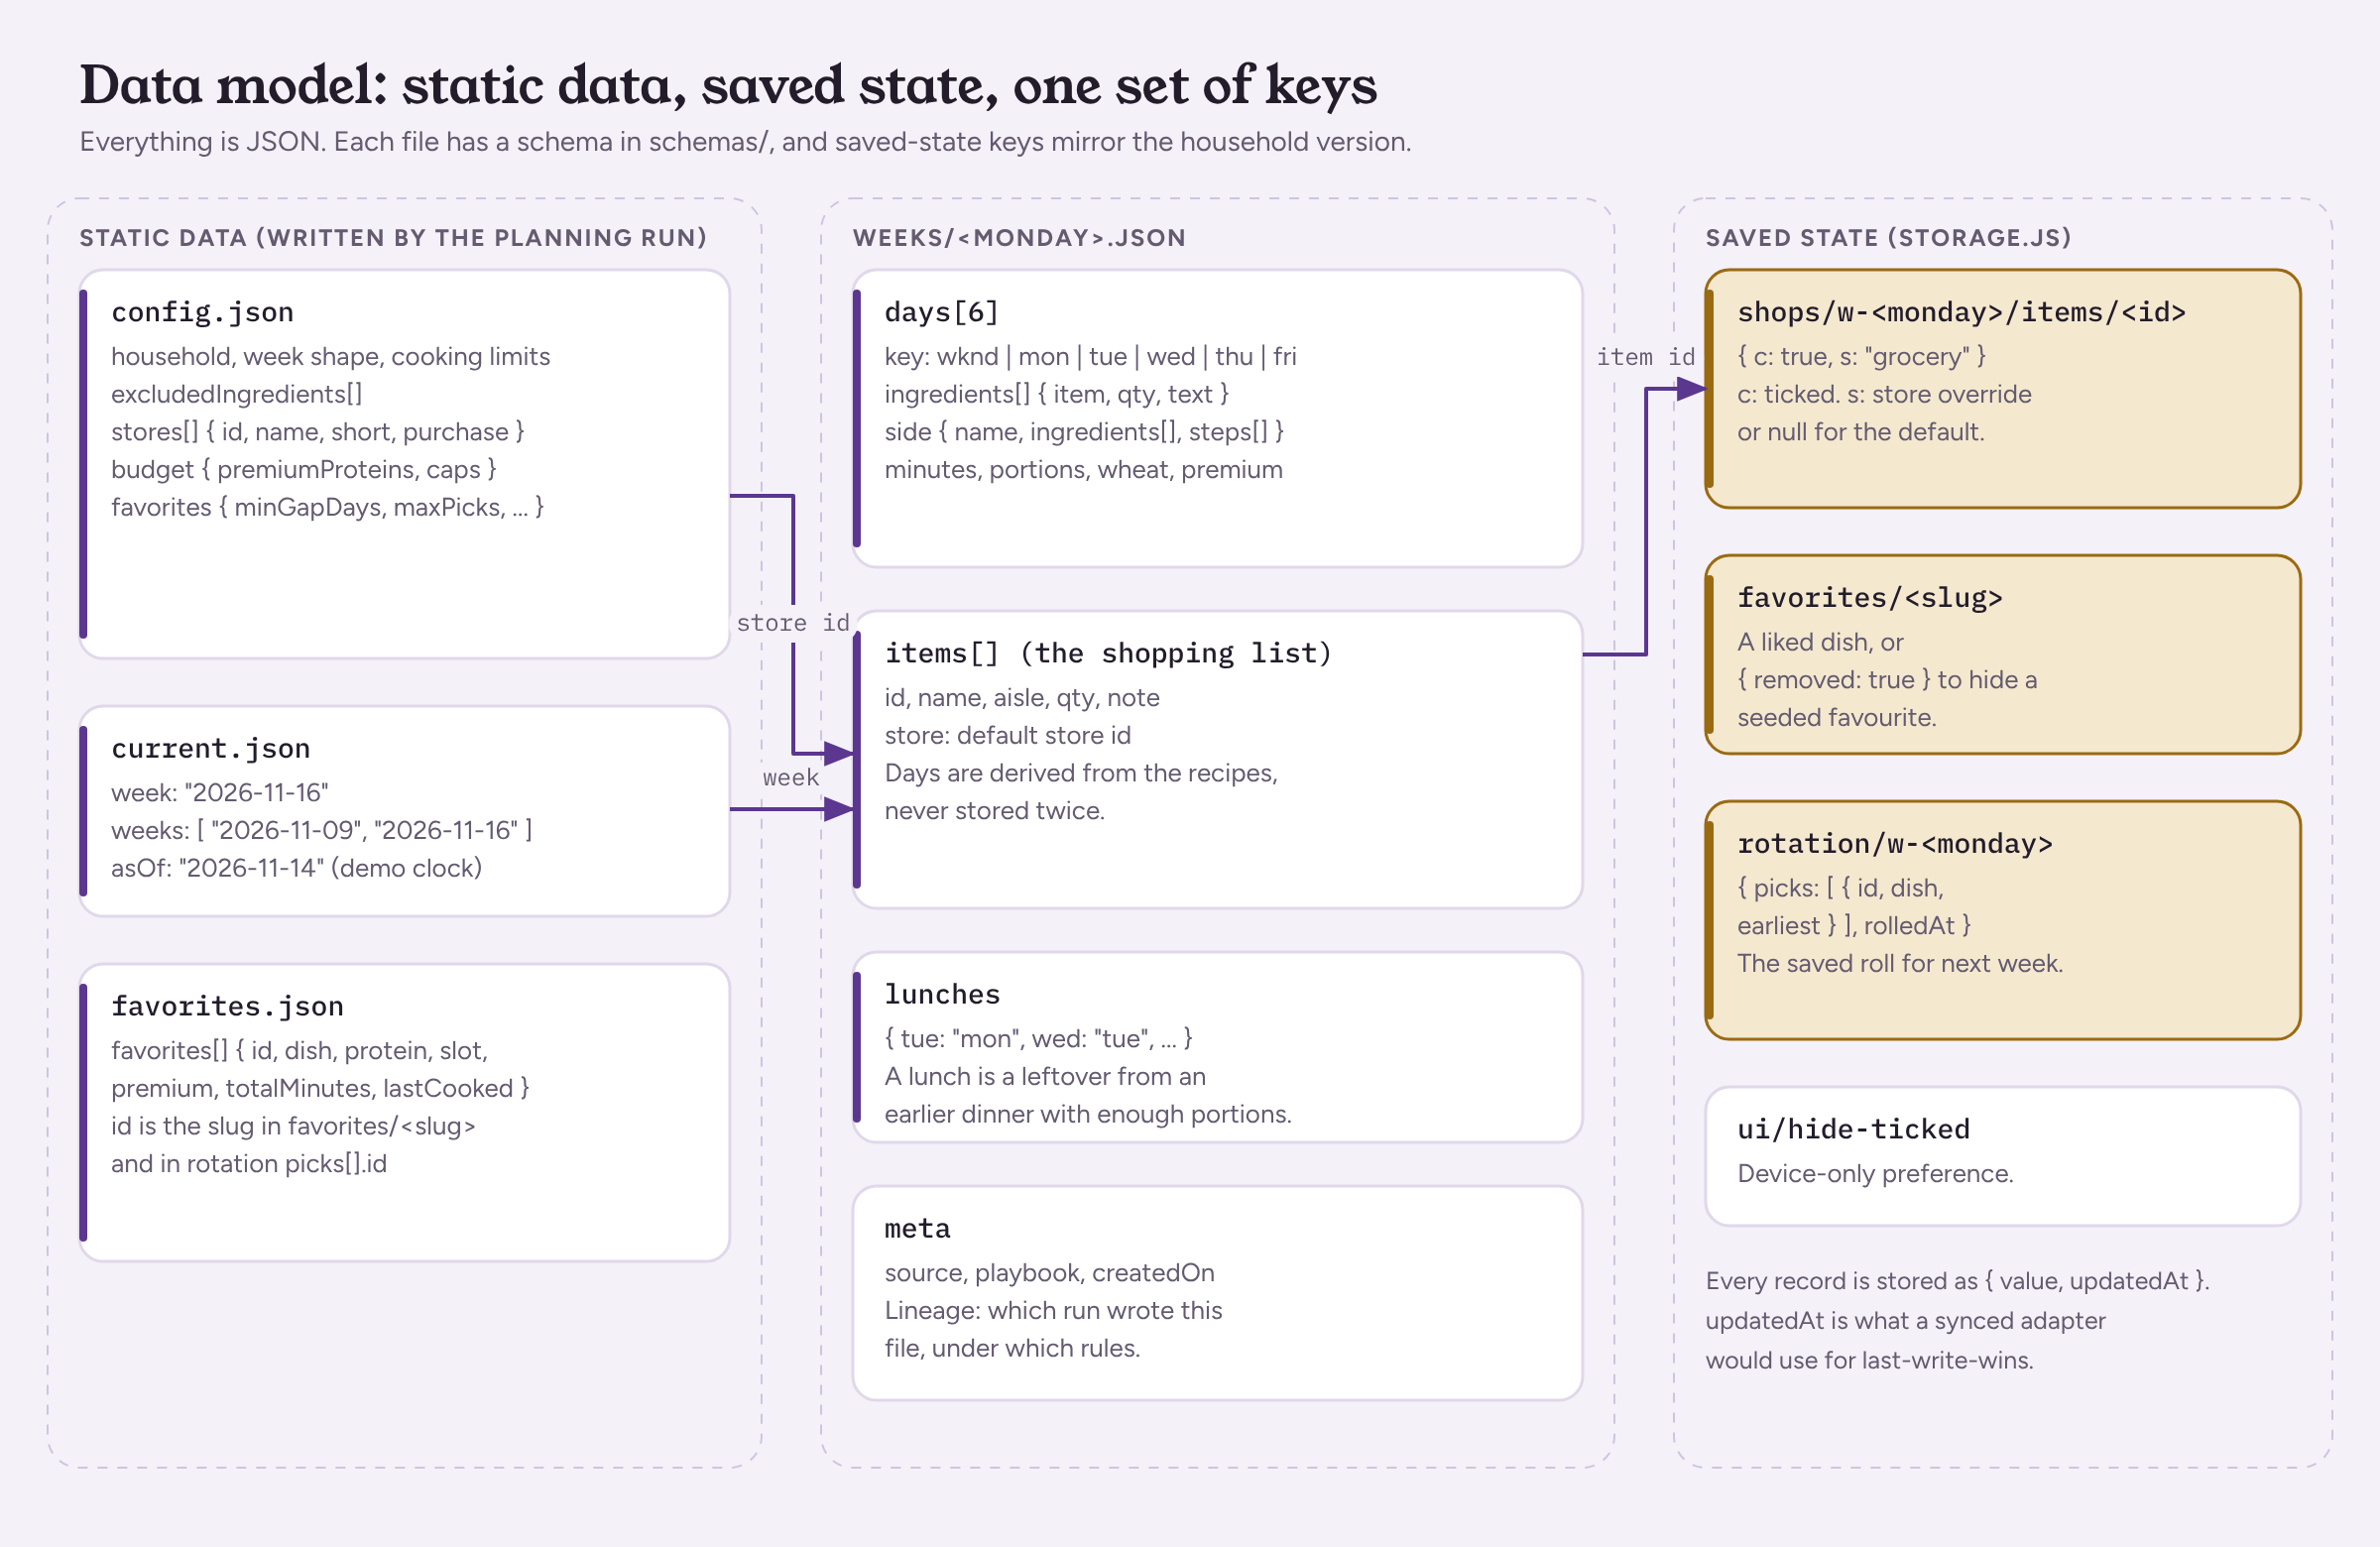 Data model: static data, saved state, one set of keys
Everything is JSON. Each file has a schema in schemas/, and saved-state keys mirror the household version.
STATIC DATA (WRITTEN BY THE PLANNING RUN)
config.json
household, week shape, cooking limits
excludedIngredients[]
stores[] { id, name, short, purchase }
budget { premiumProteins, caps }
favorites { minGapDays, maxPicks, ... }
current.json
week: "2026-11-16"
weeks: [ "2026-11-09", "2026-11-16" ]
asOf: "2026-11-14" (demo clock)
favorites.json
favorites[] { id, dish, protein, slot,
premium, totalMinutes, lastCooked }
id is the slug in favorites/<slug>
and in rotation picks[].id
store id
week
WEEKS/<MONDAY>.JSON
days[6]
key: wknd | mon | tue | wed | thu | fri
ingredients[] { item, qty, text }
side { name, ingredients[], steps[] }
minutes, portions, wheat, premium
items[] (the shopping list)
id, name, aisle, qty, note
store: default store id
Days are derived from the recipes,
never stored twice.
lunches
{ tue: "mon", wed: "tue", ... }
A lunch is a leftover from an
earlier dinner with enough portions.
meta
source, playbook, createdOn
Lineage: which run wrote this
file, under which rules.
item id
SAVED STATE (STORAGE.JS)
shops/w-<monday>/items/<id>
{ c: true, s: "grocery" }
c: ticked. s: store override
or null for the default.
favorites/<slug>
A liked dish, or
{ removed: true } to hide a
seeded favourite.
rotation/w-<monday>
{ picks: [ { id, dish,
earliest } ], rolledAt }
The saved roll for next week.
ui/hide-ticked
Device-only preference.
Every record is stored as { value, updatedAt }.
updatedAt is what a synced adapter
would use for last-write-wins.